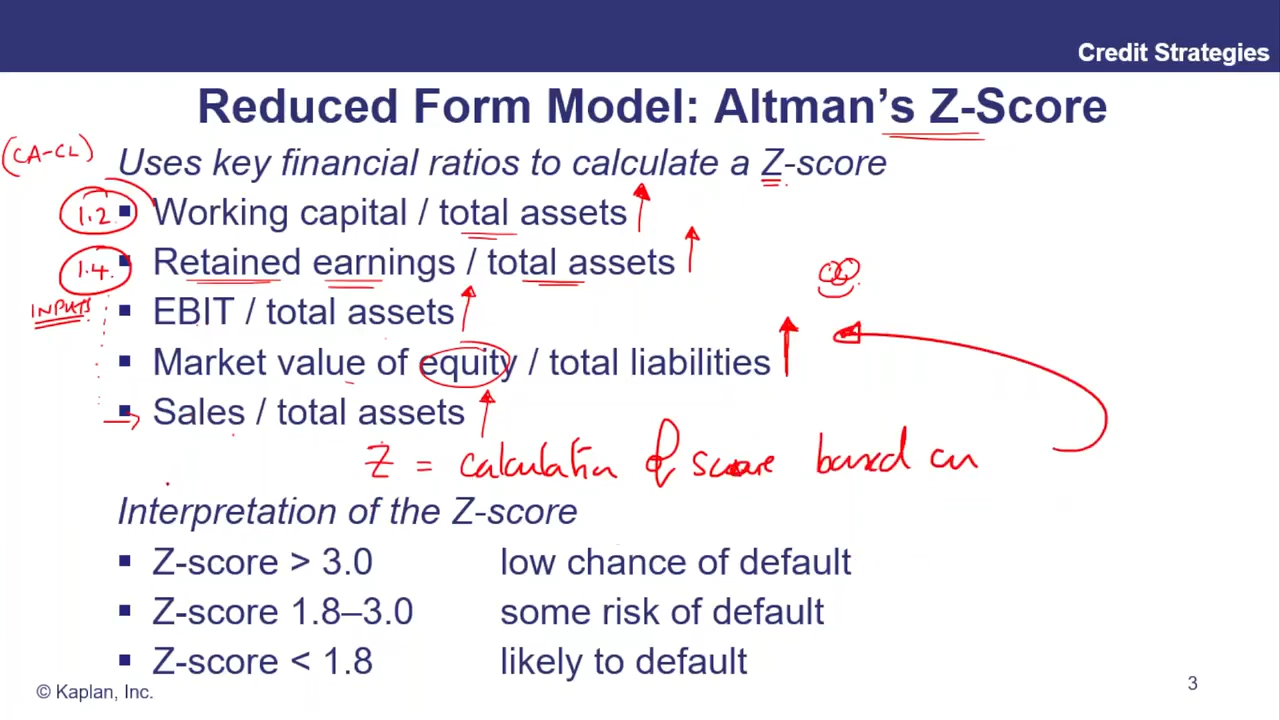 Credit Strategies
Reduced Form Model: Altman's Z-Score
(CA-CL)
Uses key financial ratios to calculate a Z-score
1.2 ▪ Working capital / total assets
1.4 ▪ Retained earnings / total assets
INPUTS
▪ EBIT / total assets
▪ Market value of equity / total liabilities
▪ Sales / total assets
Z = calculation of score based on
Interpretation of the Z-score
▪ Z-score > 3.0 low chance of default
▪ Z-score 1.8–3.0 some risk of default
▪ Z-score < 1.8 likely to default
© Kaplan, Inc.
3